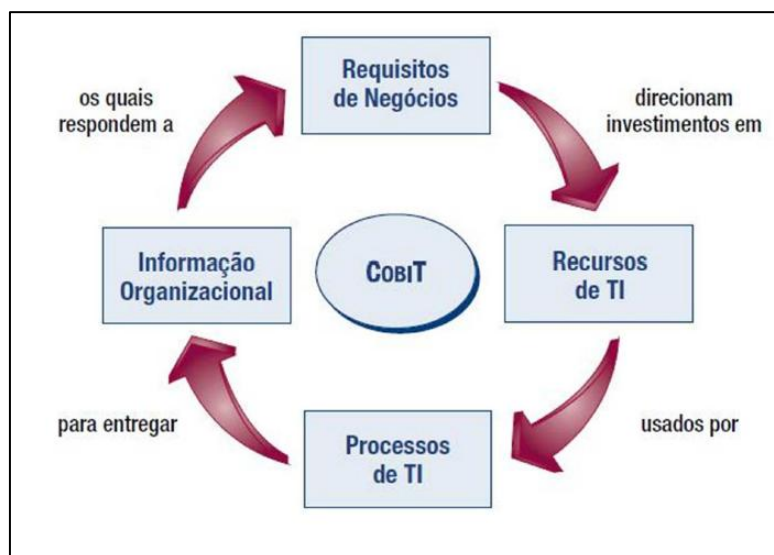 Requisitos
de Negócios
os quais
respondem a
direcionam
investimentos em
Informação
Organizacional
COBIT
Recursos
de TI
para entregar
usados por
Processos
de TI